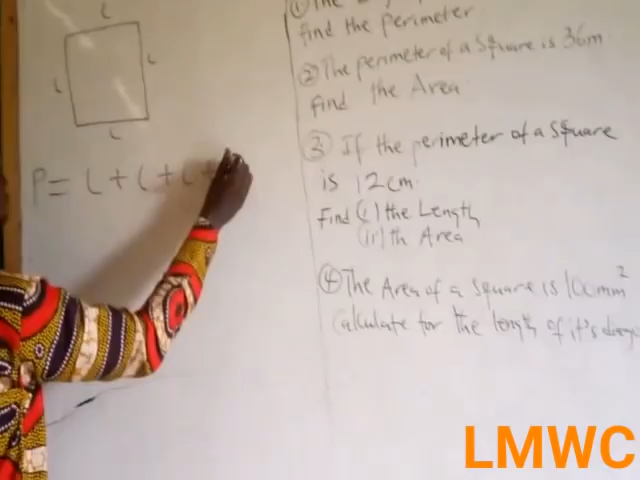 L
L
L
L
P = L + L + L +
① The
find the perimeter
② The perimeter of a Square is 36m
find the Area
③ If the perimeter of a Square
is 12cm.
Find (i) the Length
(ii) th Area
④ The Area of a Square is 100mm²
Calculate for the length of it's
LMWC